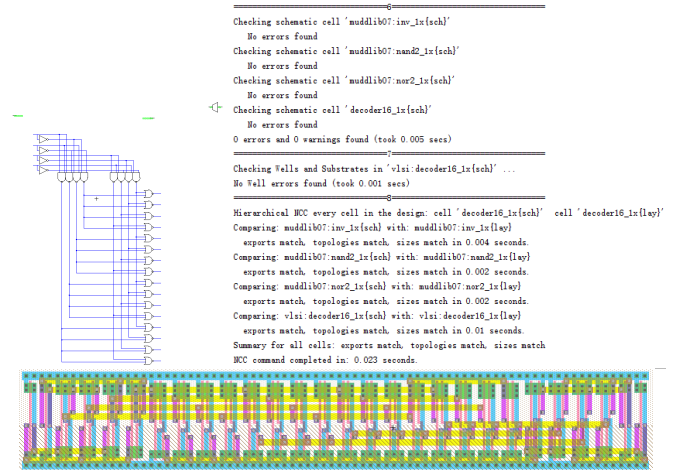 6
Checking schematic cell 'muddlib07:inv_1x{sch}'
No errors found
Checking schematic cell 'muddlib07:nand2_1x{sch}'
No errors found
Checking schematic cell 'muddlib07:nor2_1x{sch}'
No errors found
Checking schematic cell 'decoder16_1x{sch}'
No errors found
0 errors and 0 warnings found (took 0.005 secs)
7
Checking Wells and Substrates in 'vlsi:decoder16_1x{sch}' ...
No Well errors found (took 0.001 secs)
8
Hierarchical NCC every cell in the design: cell 'decoder16_1x{sch}' cell 'decoder16_1x{lay}'
Comparing: muddlib07:inv_1x{sch} with: muddlib07:inv_1x{lay}
exports match, topologies match, sizes match in 0.004 seconds.
Comparing: muddlib07:nand2_1x{sch} with: muddlib07:nand2_1x{lay}
exports match, topologies match, sizes match in 0.002 seconds.
Comparing: muddlib07:nor2_1x{sch} with: muddlib07:nor2_1x{lay}
exports match, topologies match, sizes match in 0.002 seconds.
Comparing: vlsi:decoder16_1x{sch} with: vlsi:decoder16_1x{lay}
exports match, topologies match, sizes match in 0.01 seconds.
Summary for all cells: exports match, topologies match, sizes match
NCC command completed in: 0.023 seconds.